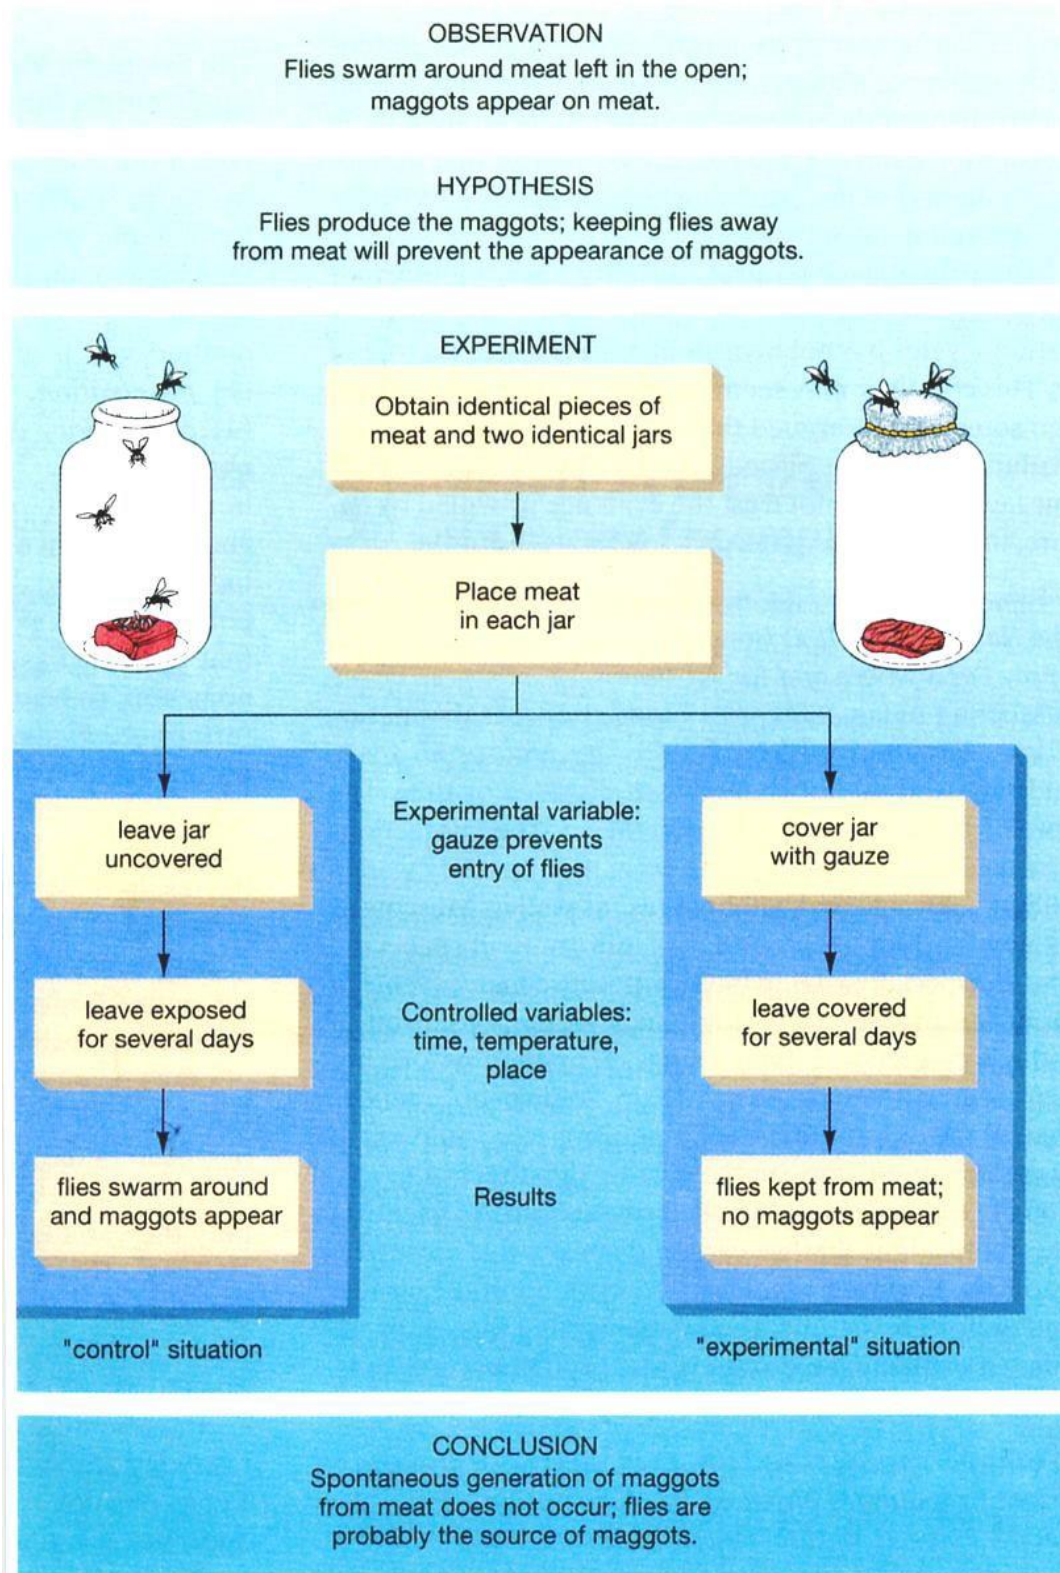 OBSERVATION
Flies swarm around meat left in the open;
maggots appear on meat.
HYPOTHESIS
Flies produce the maggots; keeping flies away
from meat will prevent the appearance of maggots.
EXPERIMENT
Obtain identical pieces of
meat and two identical jars
Place meat
in each jar
leave jar
uncovered
Experimental variable:
gauze prevents
entry of flies
cover jar
with gauze
leave exposed
for several days
Controlled variables:
time, temperature,
place
leave covered
for several days
flies swarm around
and maggots appear
Results
flies kept from meat;
no maggots appear
"control" situation
"experimental" situation
CONCLUSION
Spontaneous generation of maggots
from meat does not occur; flies are
probably the source of maggots.